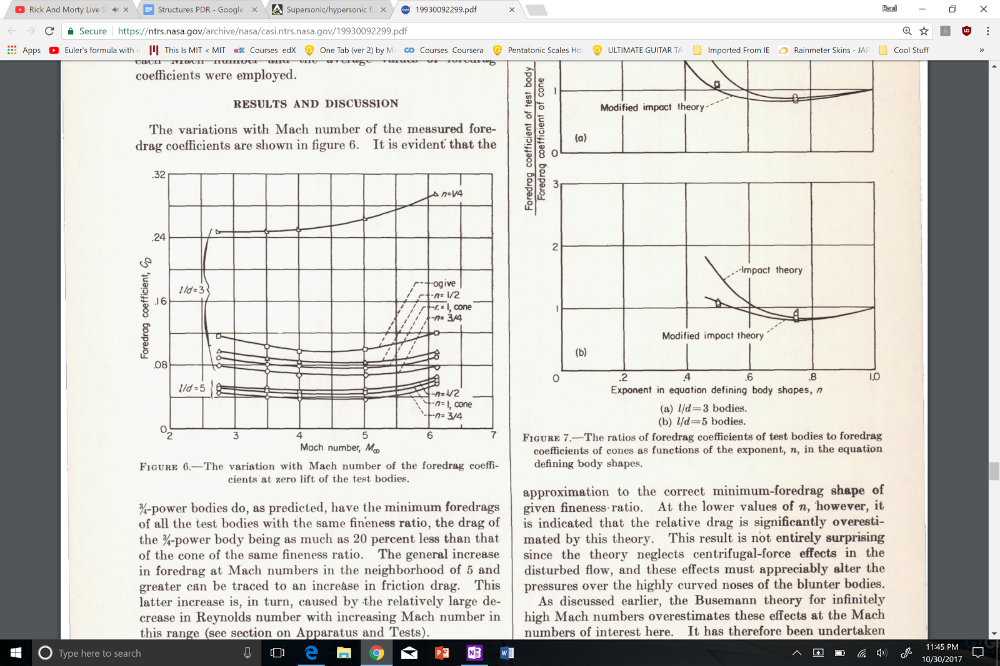 Rick And Morty Live S
Structures PDR - Google
Supersonic/hypersonic fl
19930092299.pdf
Raul
Secure
https://ntrs.nasa.gov/archive/nasa/casi.ntrs.nasa.gov/19930092299.pdf
Apps
Euler's formula with i
This Is MIT < MIT
edX Courses edX
One Tab (ver 2) by M
Courses Coursera
Pentatonic Scales Ho
ULTIMATE GUITAR TA
Imported From IE
Rainmeter Skins - JAF
Cool Stuff
»
each Mach number and the average values of foredrag
coefficients were employed.
RESULTS AND DISCUSSION
The variations with Mach number of the measured fore-
drag coefficients are shown in figure 6. It is evident that the
.32
.24
.16
.08
0
2
3
4
5
6
7
Foredrag coefficient, C_D
Mach number, M∞
n=1/4
l/d=3
ogive
n= 1/2
n= 1, cone
n= 3/4
l/d=5
n=1/2
n= 1, cone
n= 3/4
FIGURE 6.—The variation with Mach number of the foredrag coeffi-
cients at zero lift of the test bodies.
¾-power bodies do, as predicted, have the minimum foredrags
of all the test bodies with the same fineness ratio, the drag of
the ¾-power body being as much as 20 percent less than that
of the cone of the same fineness ratio. The general increase
in foredrag at Mach numbers in the neighborhood of 5 and
greater can be traced to an increase in friction drag. This
latter increase is, in turn, caused by the relatively large de-
crease in Reynolds number with increasing Mach number in
this range (see section on Apparatus and Tests).
Foredrag coefficient of test body
Foredrag coefficient of cone
1
Modified impact theory
(a)
0
3
2
1
Impact theory
Modified impact theory
(b)
0
.2
.4
.6
.8
1.0
Exponent in equation defining body shapes, n
(a) l/d=3 bodies.
(b) l/d=5 bodies.
FIGURE 7.—The ratios of foredrag coefficients of test bodies to foredrag
coefficients of cones as functions of the exponent, n, in the equation
defining body shapes.
approximation to the correct minimum-foredrag shape of
given fineness ratio. At the lower values of n, however, it
is indicated that the relative drag is significantly overesti-
mated by this theory. This result is not entirely surprising
since the theory neglects centrifugal-force effects in the
disturbed flow, and these effects must appreciably alter the
pressures over the highly curved noses of the blunter bodies.
As discussed earlier, the Busemann theory for infinitely
high Mach numbers overestimates these effects at the Mach
numbers of interest here. It has therefore been undertaken
Type here to search
11:45 PM
10/30/2017